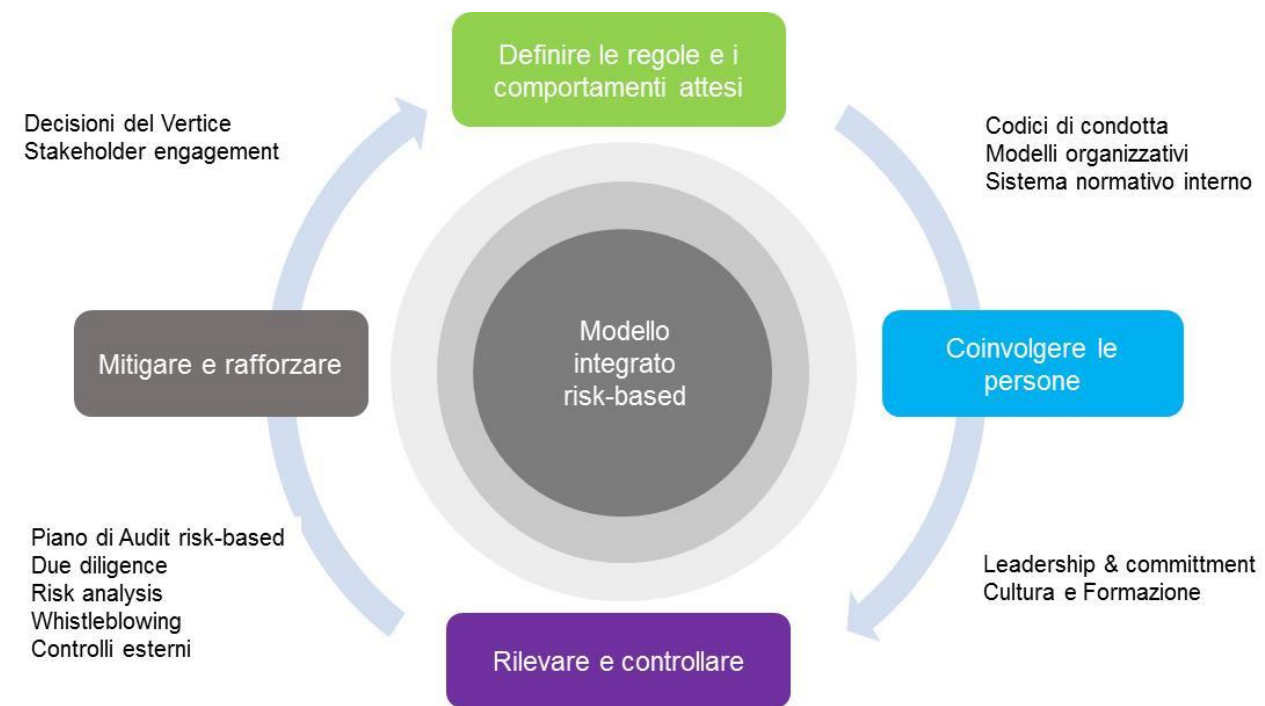 Definire le regole e i
comportamenti attesi
Decisioni del Vertice
Stakeholder engagement
Codici di condotta
Modelli organizzativi
Sistema normativo interno
Mitigare e rafforzare
Modello
integrato
risk-based
Coinvolgere le
persone
Piano di Audit risk-based
Due diligence
Risk analysis
Whistleblowing
Controlli esterni
Leadership & committment
Cultura e Formazione
Rilevare e controllare